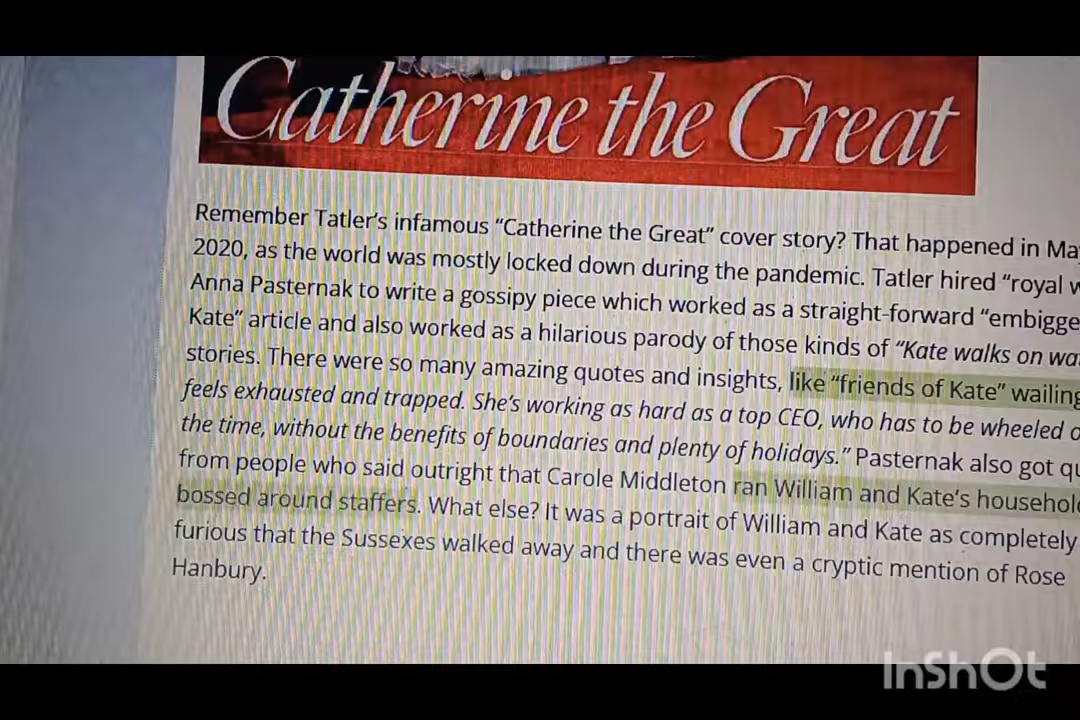 Catherine the Great
Remember Tatler's infamous “Catherine the Great” cover story? That happened in
2020, as the world was mostly locked down during the pandemic. Tatler hired “royal
Anna Pasternak to write a gossipy piece which worked as a straight-forward
Kate” article and also worked as a hilarious parody of those kinds of “Kate walks on
stories. There were so many amazing quotes and insights, like “friends of Kate” wailing
feels exhausted and trapped. She's working as hard as a top CEO, who has to be wheeled
the time, without the benefits of boundaries and plenty of holidays.” Pasternak also got
from people who said outright that Carole Middleton ran William and Kate's
bossed around staffers. What else? It was a portrait of William and Kate as completely
furious that the Sussexes walked away and there was even a cryptic mention of Rose
Hanbury.
InShOt